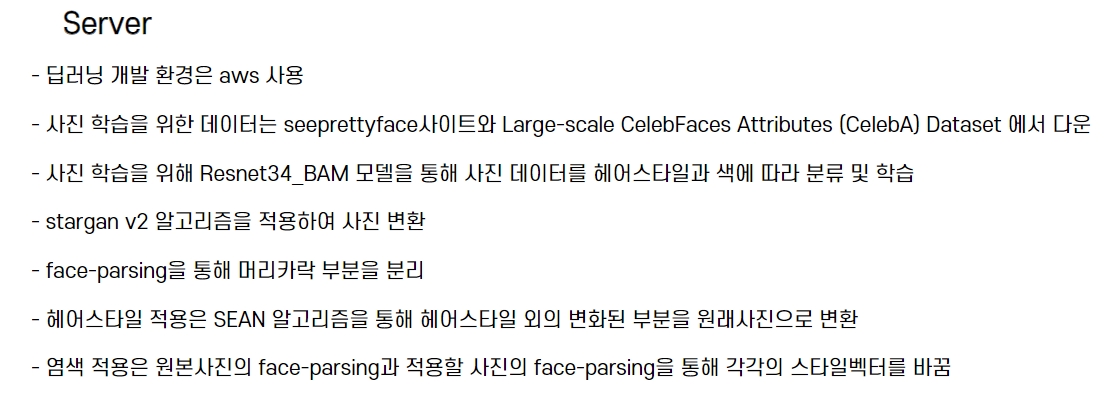 Server
- 딥러닝 개발 환경은 aws 사용
- 사진 학습을 위한 데이터는 seeprettyface사이트와 Large-scale CelebFaces Attributes (CelebA) Dataset 에서 다운
- 사진 학습을 위해 Resnet34_BAM 모델을 통해 사진 데이터를 헤어스타일과 색에 따라 분류 및 학습
- stargan v2 알고리즘을 적용하여 사진 변환
- face-parsing을 통해 머리카락 부분을 분리
- 헤어스타일 적용은 SEAN 알고리즘을 통해 헤어스타일 외의 변화된 부분을 원래사진으로 변환
- 염색 적용은 원본사진의 face-parsing과 적용할 사진의 face-parsing을 통해 각각의 스타일벡터를 바꿈